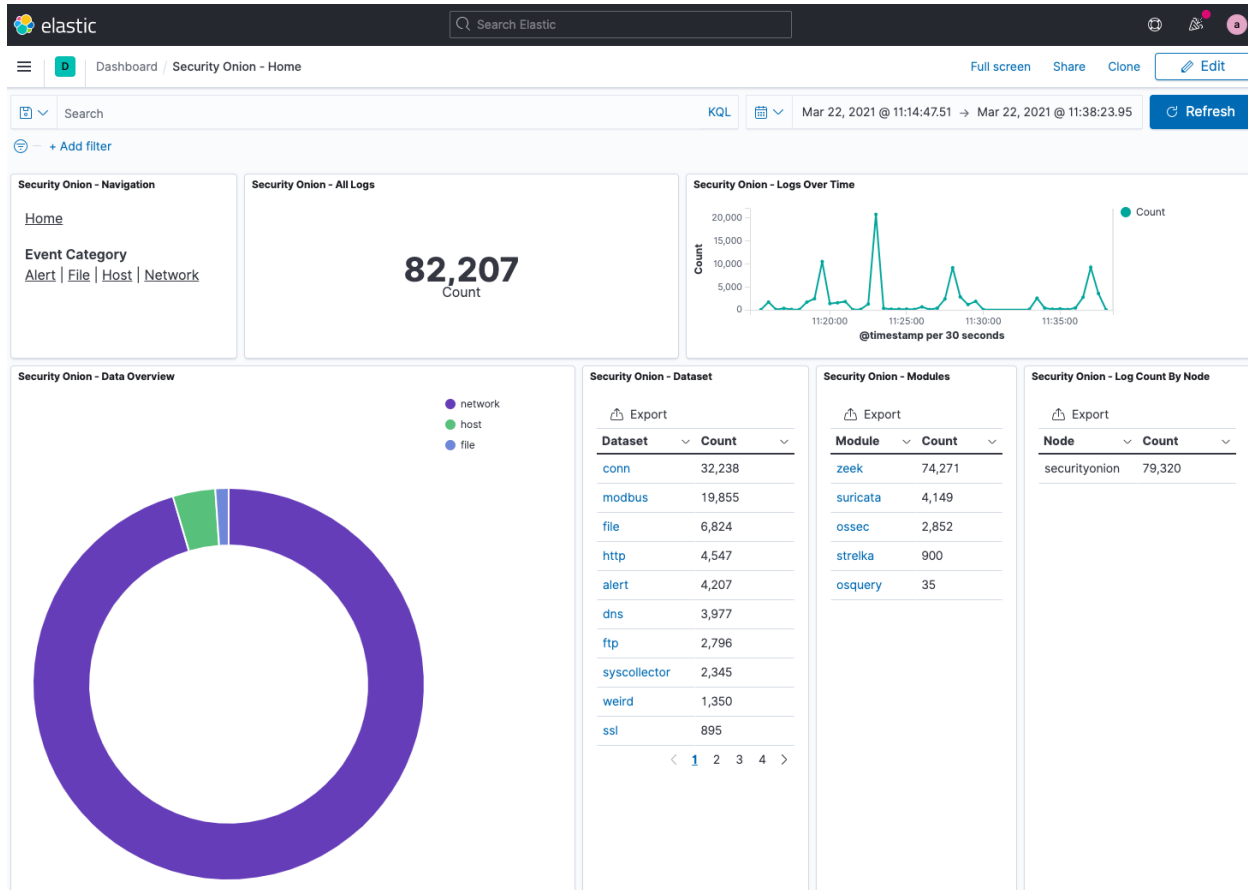 elastic
Search Elastic
a
D
Dashboard / Security Onion - Home
Full screen
Share
Clone
Edit
Search
KQL
Mar 22, 2021 @ 11:14:47.51 → Mar 22, 2021 @ 11:38:23.95
Refresh
+ Add filter
Security Onion - Navigation
Home
Event Category
Alert | File | Host | Network
Security Onion - All Logs
82,207
Count
Security Onion - Logs Over Time
Count
20,000
15,000
10,000
5,000
0
Count
11:20:00 11:25:00 11:30:00 11:35:00
@timestamp per 30 seconds
Security Onion - Data Overview
network
host
file
Security Onion - Dataset
Export
Dataset Count
conn 32,238
modbus 19,855
file 6,824
http 4,547
alert 4,207
dns 3,977
ftp 2,796
syscollector 2,345
weird 1,350
ssl 895
< 1 2 3 4 >
Security Onion - Modules
Export
Module Count
zeek 74,271
suricata 4,149
ossec 2,852
strelka 900
osquery 35
Security Onion - Log Count By Node
Export
Node Count
securityonion 79,320